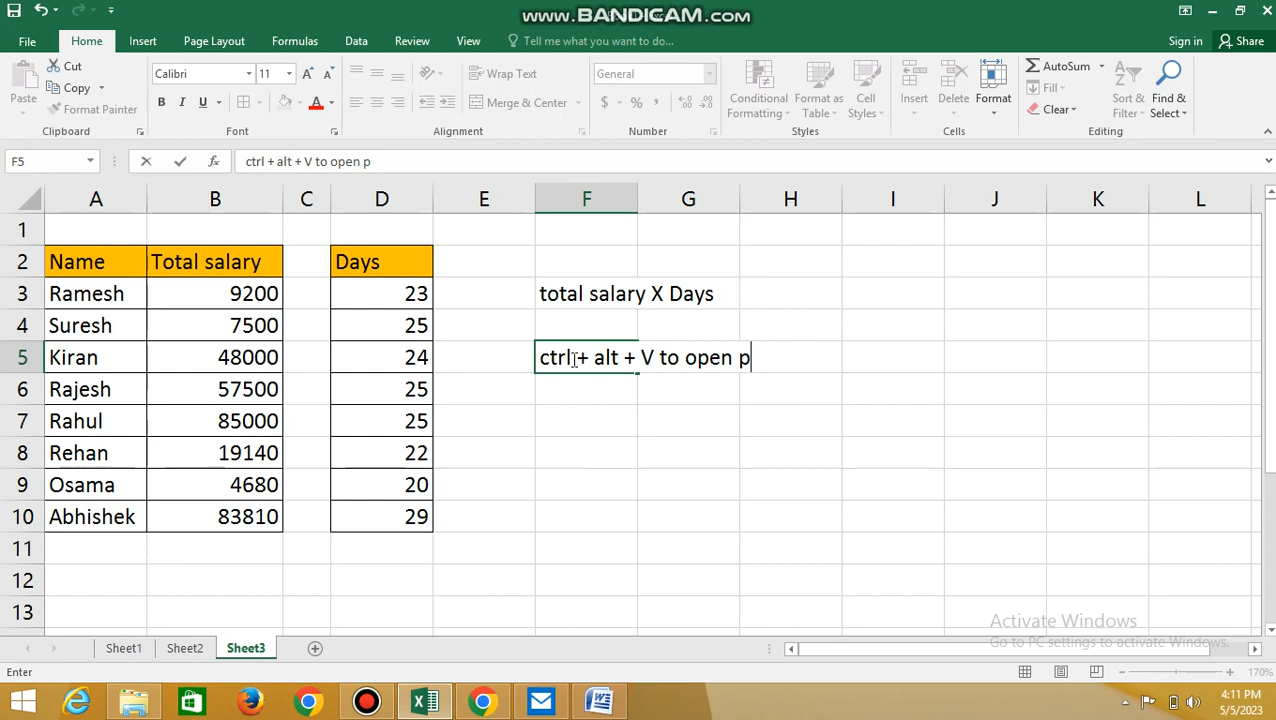 www.BANDICAM.com
File Home Insert Page Layout Formulas Data Review View Tell me what you want to do... Sign in Share
Cut
Copy
Format Painter
Paste
Calibri 11
B I U
Wrap Text
Merge & Center
General
$ % ,
Conditional Formatting
Format as Table
Cell Styles
Insert Delete Format
AutoSum
Fill
Clear
Sort & Filter
Find & Select
Clipboard Font Alignment Number Styles Cells Editing
F5 fx ctrl + alt + V to open p
A B C D E F G H I J K L
1
2 Name Total salary Days
3 Ramesh 9200 23 total salary X Days
4 Suresh 7500 25
5 Kiran 48000 24 ctrl + alt + V to open p
6 Rajesh 57500 25
7 Rahul 85000 25
8 Rehan 19140 22
9 Osama 4680 20
10 Abhishek 83810 29
11
12
13
Activate Windows
Go to PC settings to activate Windows.
Sheet1 Sheet2 Sheet3
Enter 170%
4:11 PM
5/5/2023